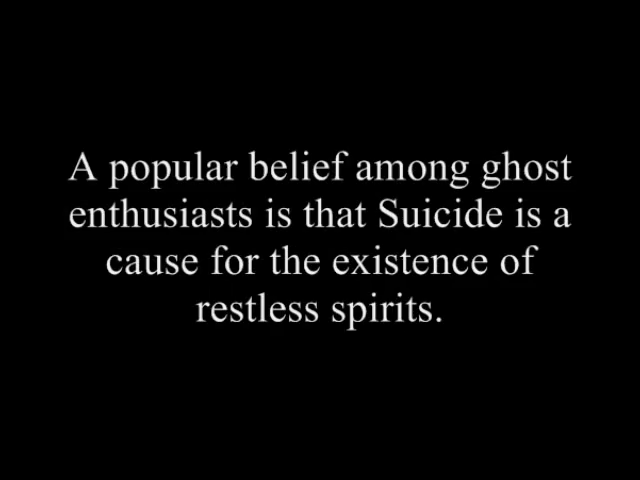 A popular belief among ghost
enthusiasts is that Suicide is a
cause for the existence of
restless spirits.